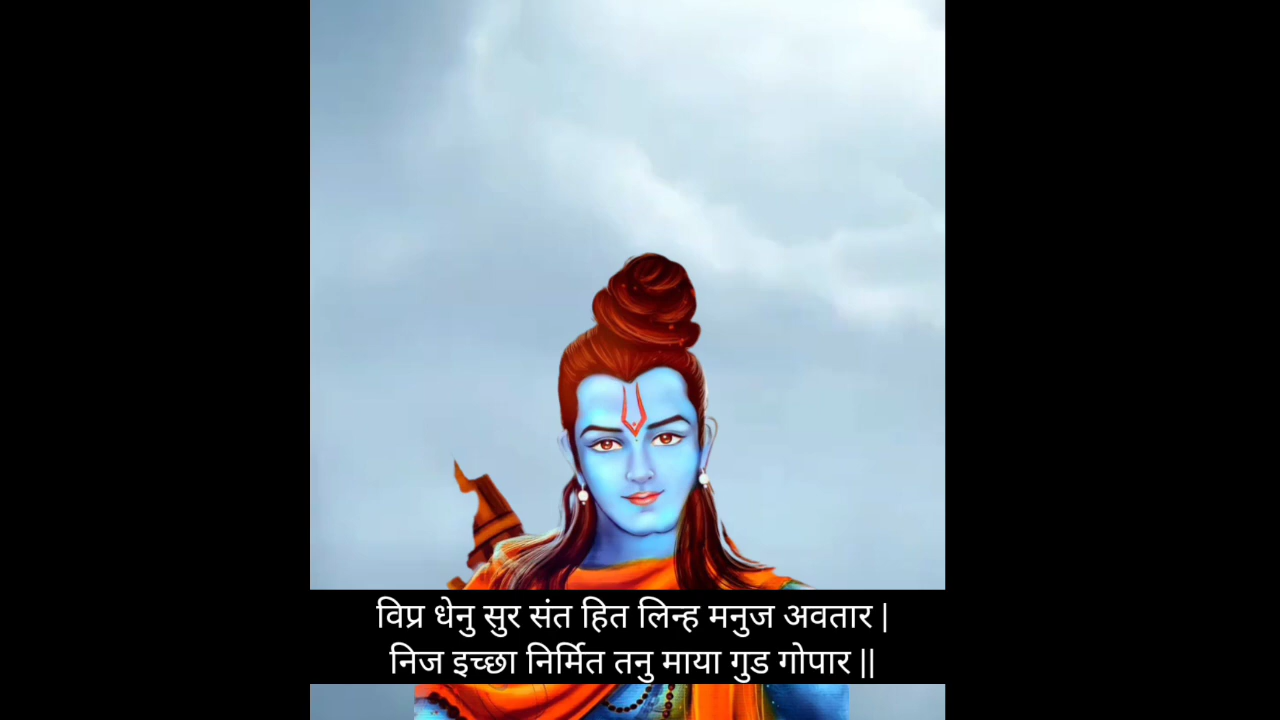 विप्र धेनु सुर संत हित लिन्ह मनुज अवतार |
निज इच्छा निर्मित तनु माया गुड गोपार ||